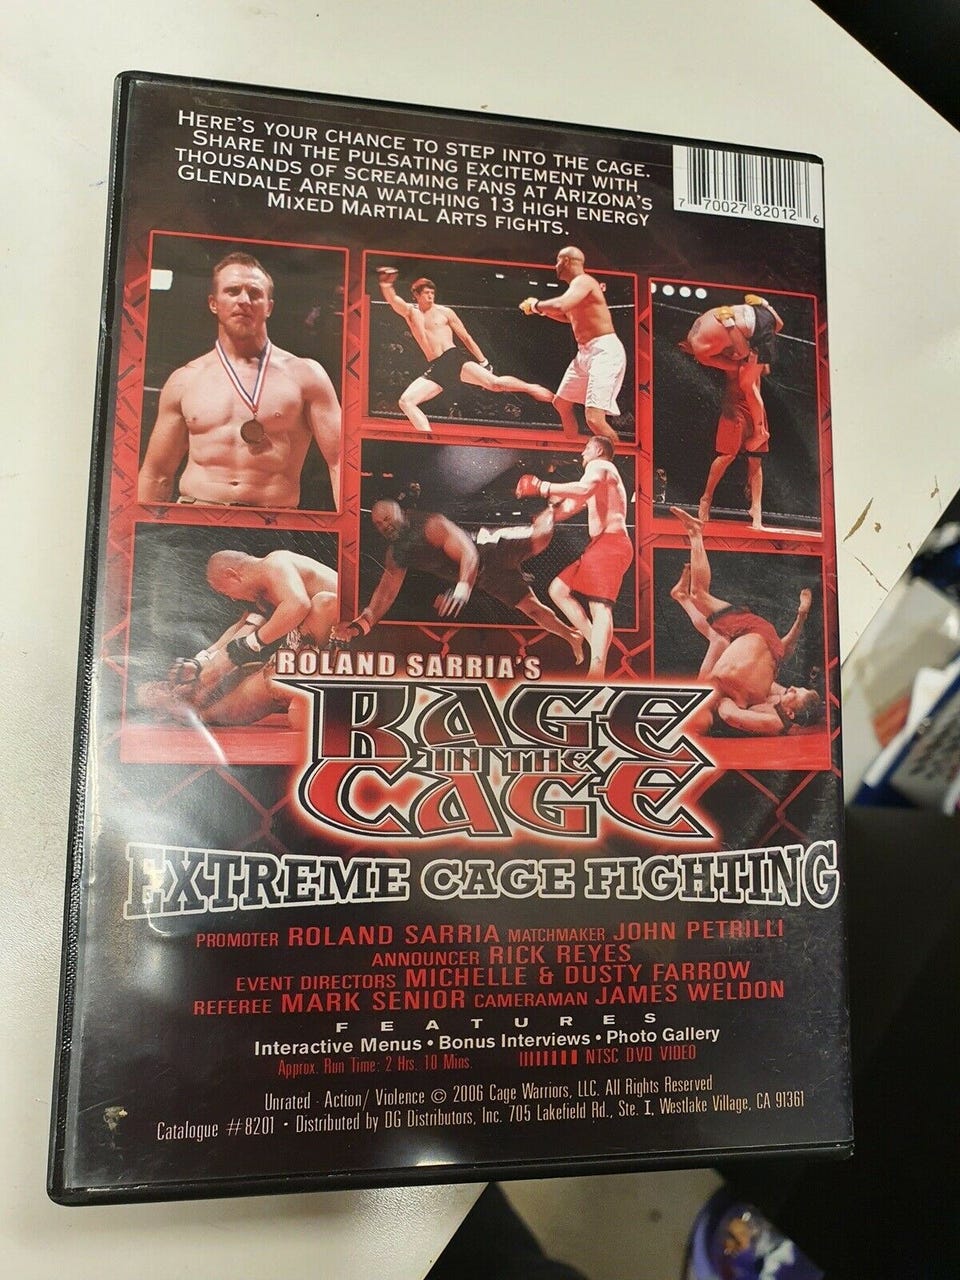 HERE'S YOUR CHANCE TO STEP INTO THE CAGE.
SHARE IN THE PULSATING EXCITEMENT WITH
THOUSANDS OF SCREAMING FANS AT ARIZONA'S
GLENDALE ARENA WATCHING 13 HIGH ENERGY
MIXED MARTIAL ARTS FIGHTS.
7 70027 82012 6
ROLAND SARRIA'S
RAGE
IN THE
CAGE
EXTREME CAGE FIGHTING
PROMOTER ROLAND SARRIA MATCHMAKER JOHN PETRILLI
ANNOUNCER RICK REYES
EVENT DIRECTORS MICHELLE & DUSTY FARROW
REFEREE MARK SENIOR CAMERAMAN JAMES WELDON
FEATURES
Interactive Menus • Bonus Interviews • Photo Gallery
Approx. Run Time: 2 Hrs. 10 Mins. NTSC DVD VIDEO
Unrated · Action/ Violence © 2006 Cage Warriors, LLC. All Rights Reserved
Catalogue #8201 • Distributed by DG Distributors, Inc. 705 Lakefield Rd., Ste. I, Westlake Village, CA 91361